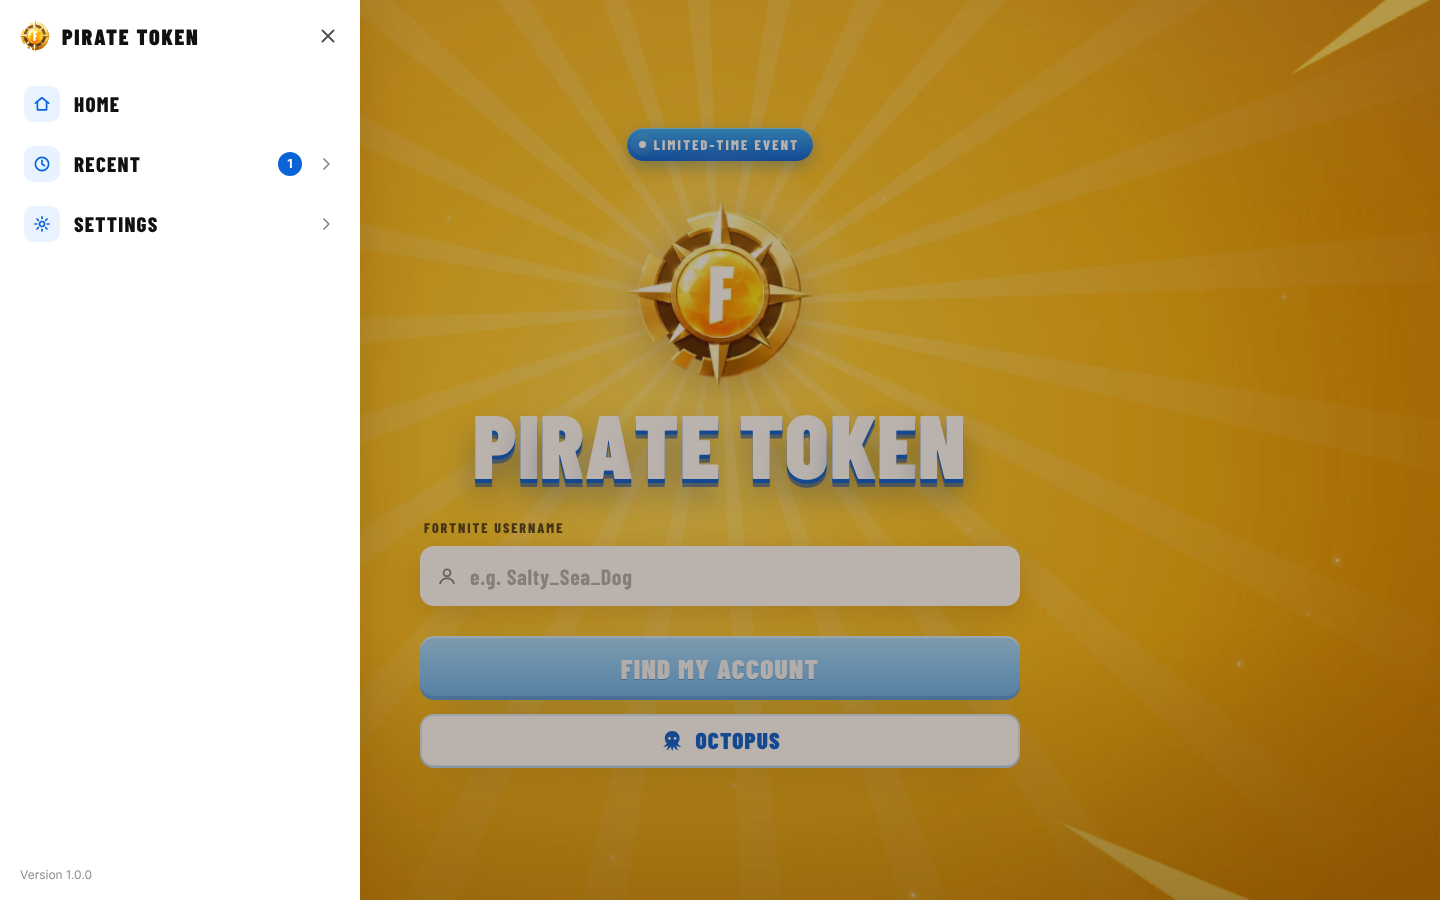 PIRATE TOKEN
HOME
RECENT
1
SETTINGS
Version 1.0.0
LIMITED-TIME EVENT
F
PIRATE TOKEN
FORTNITE USERNAME
e.g. Salty_Sea_Dog
FIND MY ACCOUNT
OCTOPUS